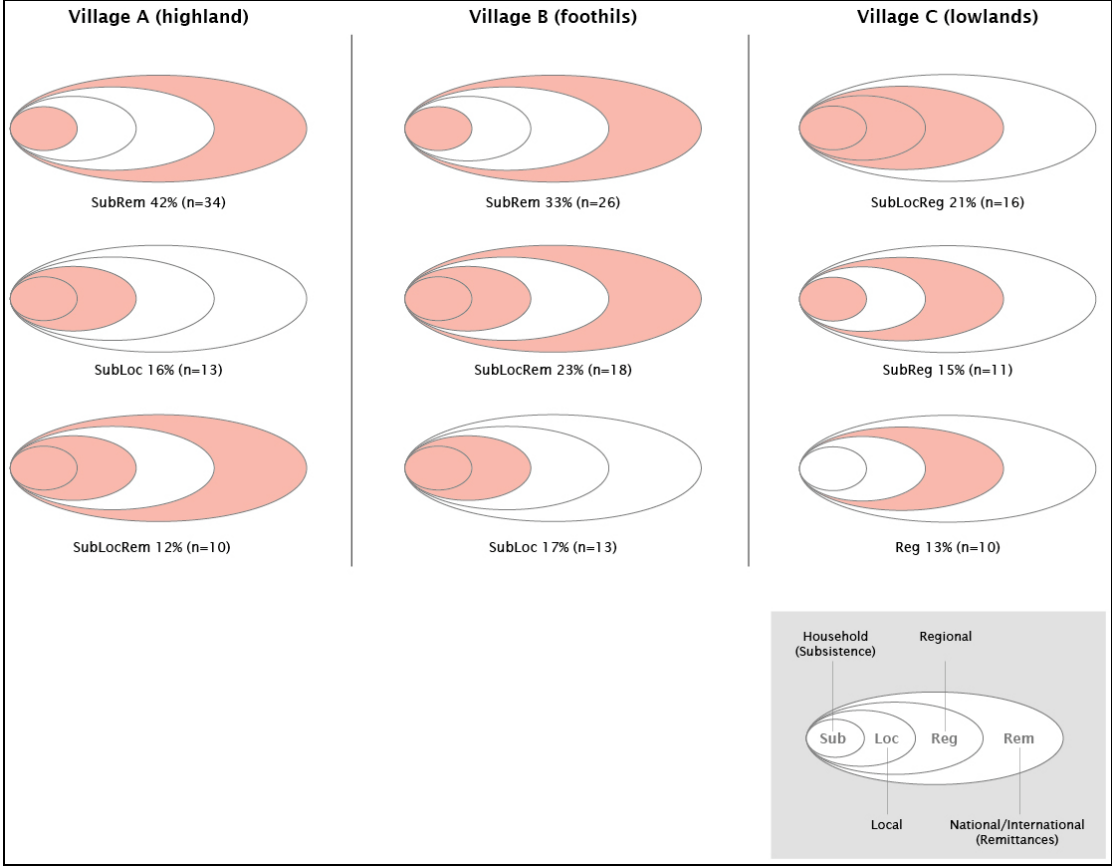 Village A (highland)
Village B (foothils)
Village C (lowlands)
SubRem 42% (n=34)
SubRem 33% (n=26)
SubLocReg 21% (n=16)
SubLoc 16% (n=13)
SubLocRem 23% (n=18)
SubReg 15% (n=11)
SubLocRem 12% (n=10)
SubLoc 17% (n=13)
Reg 13% (n=10)
Household
(Subsistence)
Regional
Sub
Loc
Reg
Rem
Local
National/International
(Remittances)